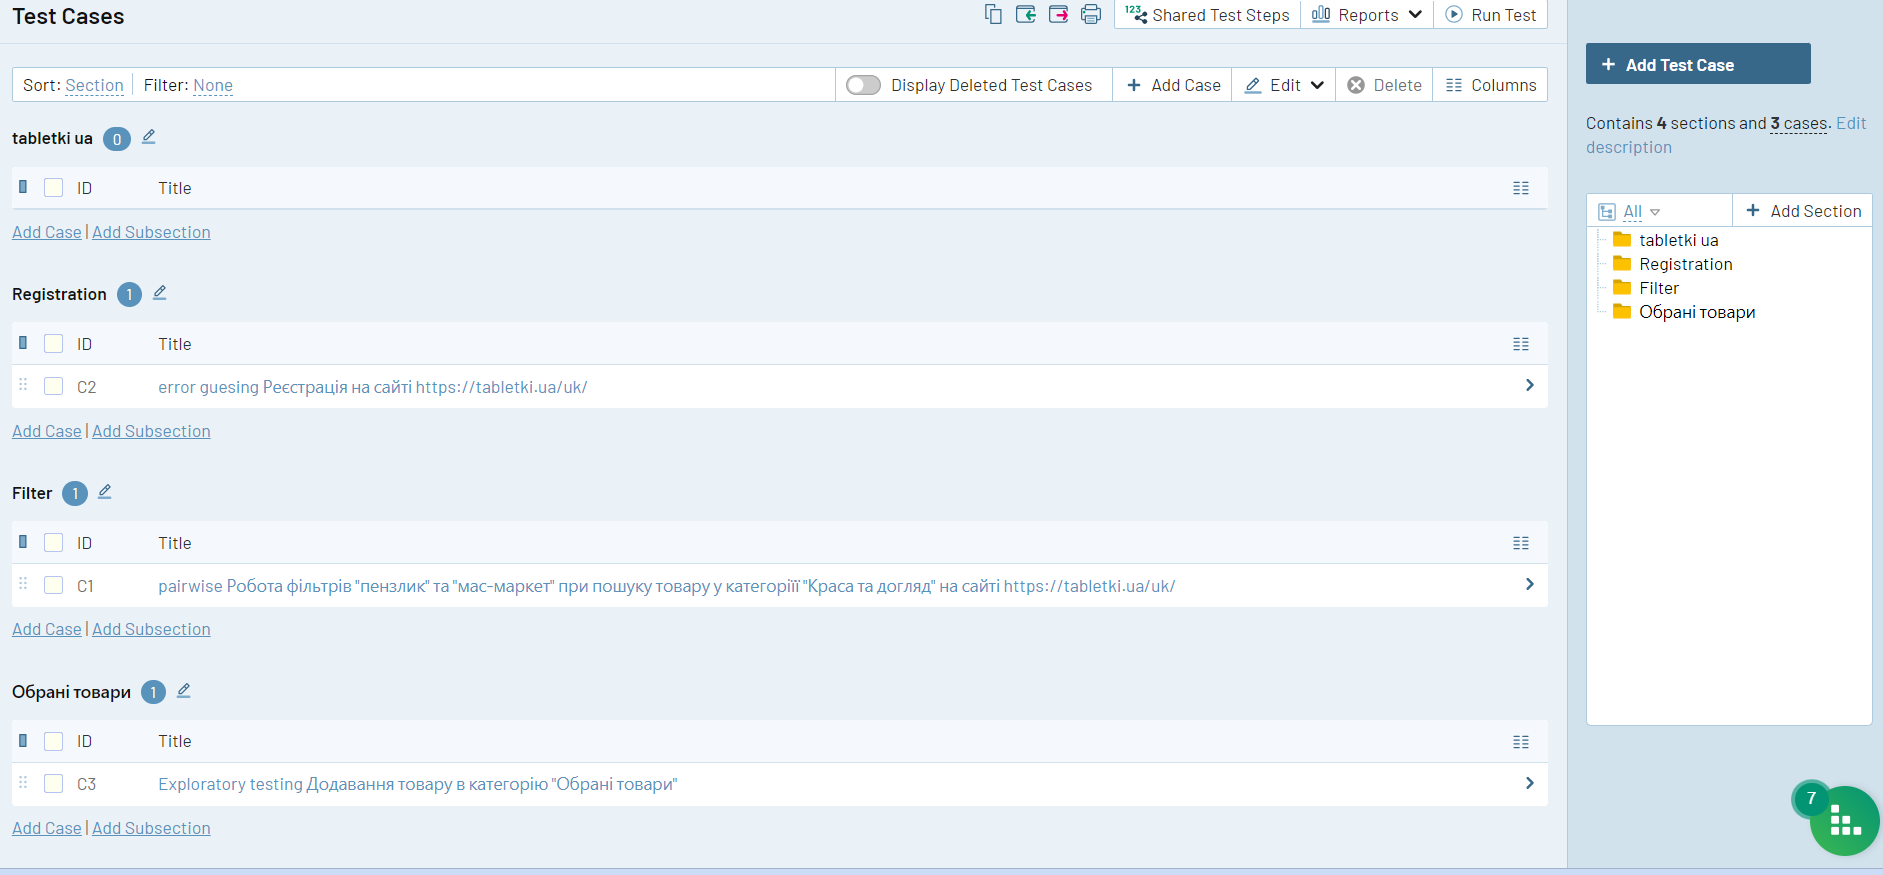 Test Cases
123 Shared Test Steps Reports Run Test
Sort: Section Filter: None Display Deleted Test Cases + Add Case Edit Delete Columns
tabletki ua 0
ID Title
Add Case | Add Subsection
Registration 1
ID Title
C2 error guesing Реєстрація на сайті https://tabletki.ua/uk/
Add Case | Add Subsection
Filter 1
ID Title
C1 pairwise Робота фільтрів "пензлик" та "мас-маркет" при пошуку товару у категоріїї "Краса та догляд" на сайті https://tabletki.ua/uk/
Add Case | Add Subsection
Обрані товари 1
ID Title
C3 Exploratory testing Додавання товару в категорію "Обрані товари"
Add Case | Add Subsection
+ Add Test Case
Contains 4 sections and 3 cases. Edit
description
All + Add Section
tabletki ua
Registration
Filter
Обрані товари
7